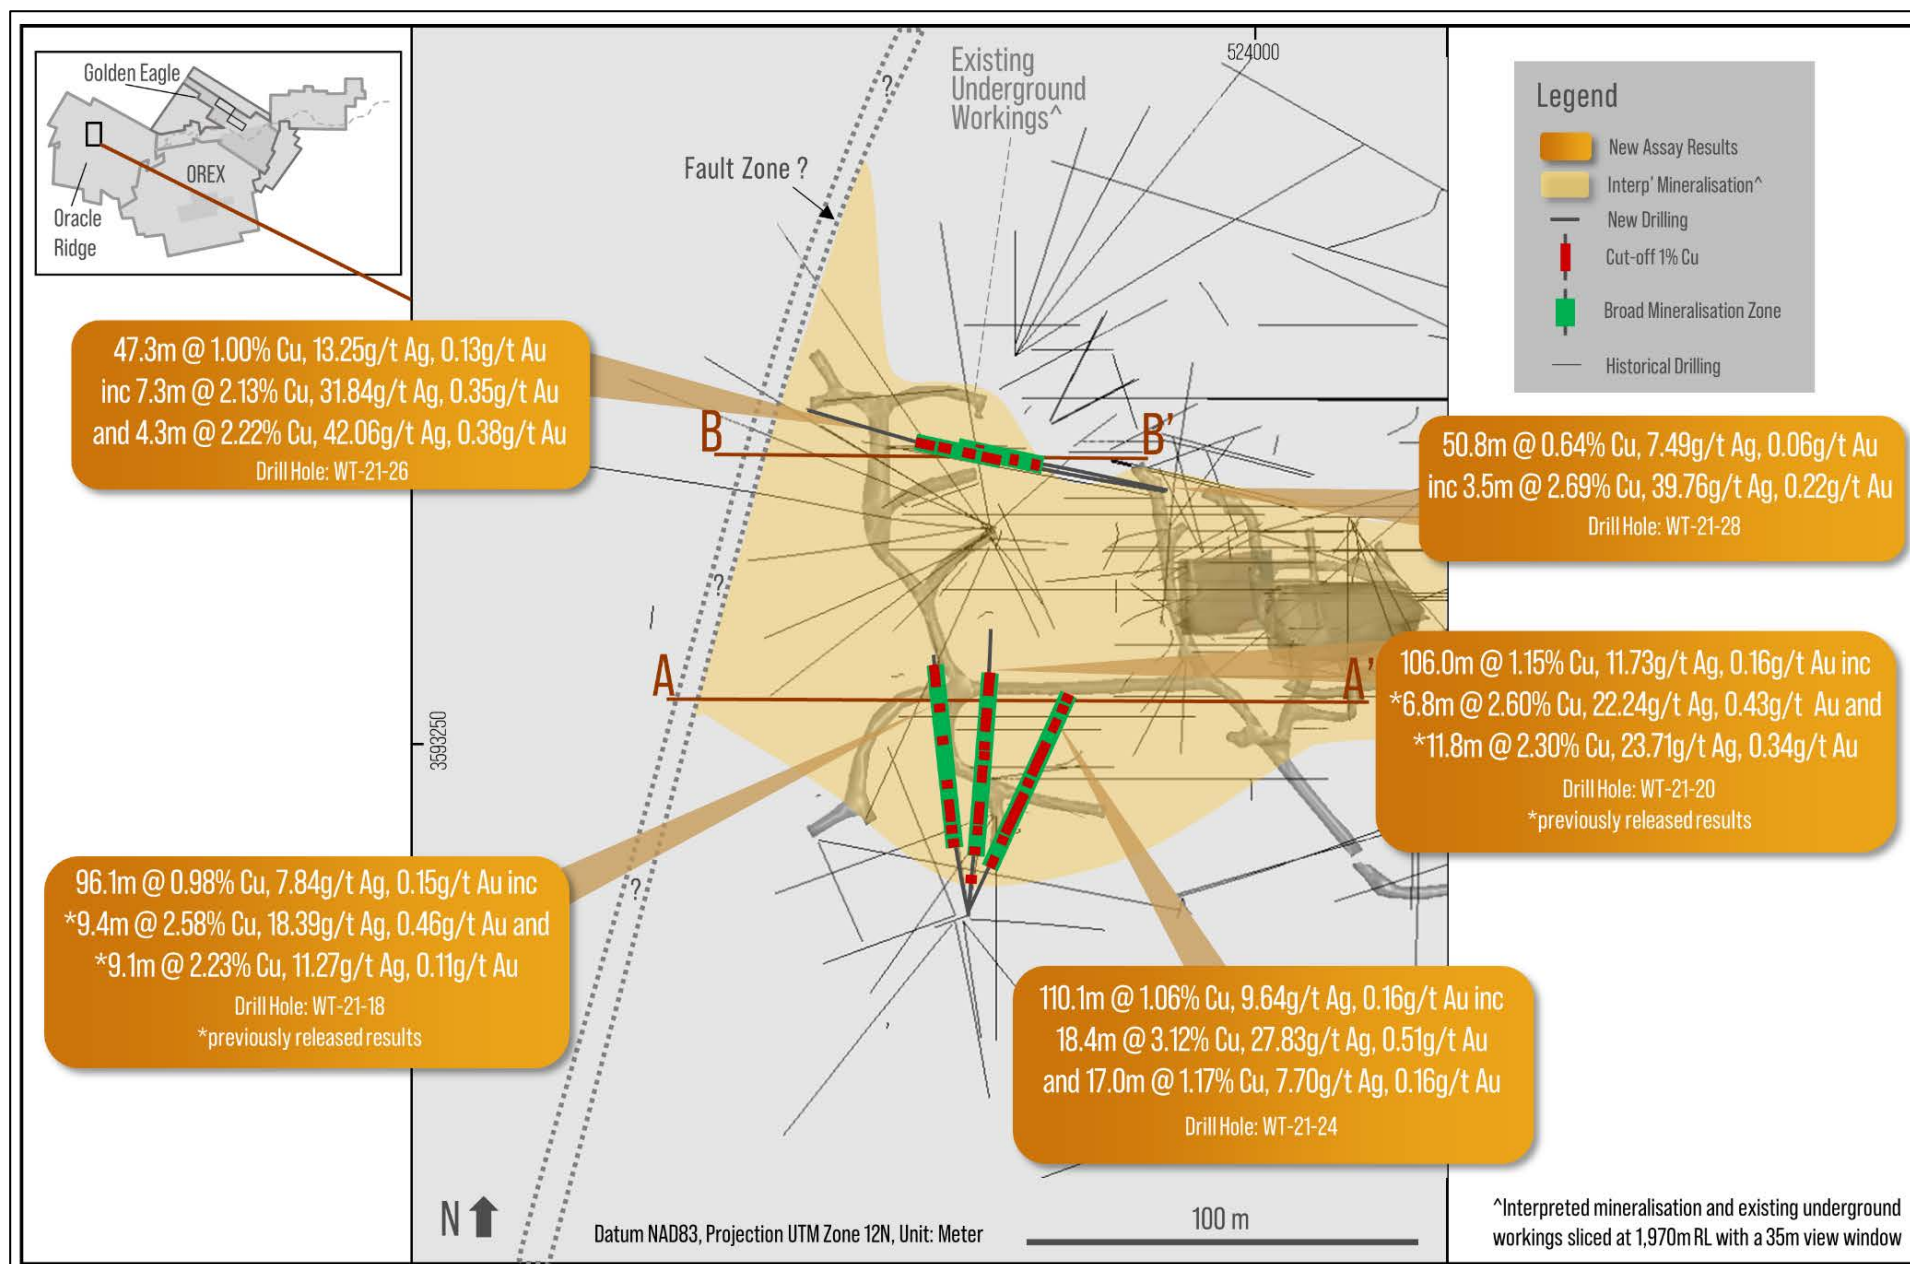 Golden Eagle
OREX
Oracle
Ridge
Existing
Underground
Workings^
524000
Fault Zone ?
?
?
?
3593250
B
B'
A
A'
Legend
New Assay Results
Interp' Mineralisation^
New Drilling
Cut-off 1% Cu
Broad Mineralisation Zone
Historical Drilling
47.3m @ 1.00% Cu, 13.25g/t Ag, 0.13g/t Au
inc 7.3m @ 2.13% Cu, 31.84g/t Ag, 0.35g/t Au
and 4.3m @ 2.22% Cu, 42.06g/t Ag, 0.38g/t Au
Drill Hole: WT-21-26
50.8m @ 0.64% Cu, 7.49g/t Ag, 0.06g/t Au
inc 3.5m @ 2.69% Cu, 39.76g/t Ag, 0.22g/t Au
Drill Hole: WT-21-28
106.0m @ 1.15% Cu, 11.73g/t Ag, 0.16g/t Au inc
*6.8m @ 2.60% Cu, 22.24g/t Ag, 0.43g/t Au and
*11.8m @ 2.30% Cu, 23.71g/t Ag, 0.34g/t Au
Drill Hole: WT-21-20
*previously released results
96.1m @ 0.98% Cu, 7.84g/t Ag, 0.15g/t Au inc
*9.4m @ 2.58% Cu, 18.39g/t Ag, 0.46g/t Au and
*9.1m @ 2.23% Cu, 11.27g/t Ag, 0.11g/t Au
Drill Hole: WT-21-18
*previously released results
110.1m @ 1.06% Cu, 9.64g/t Ag, 0.16g/t Au inc
18.4m @ 3.12% Cu, 27.83g/t Ag, 0.51g/t Au
and 17.0m @ 1.17% Cu, 7.70g/t Ag, 0.16g/t Au
Drill Hole: WT-21-24
N
Datum NAD83, Projection UTM Zone 12N, Unit: Meter
100 m
^Interpreted mineralisation and existing underground
workings sliced at 1,970m RL with a 35m view window